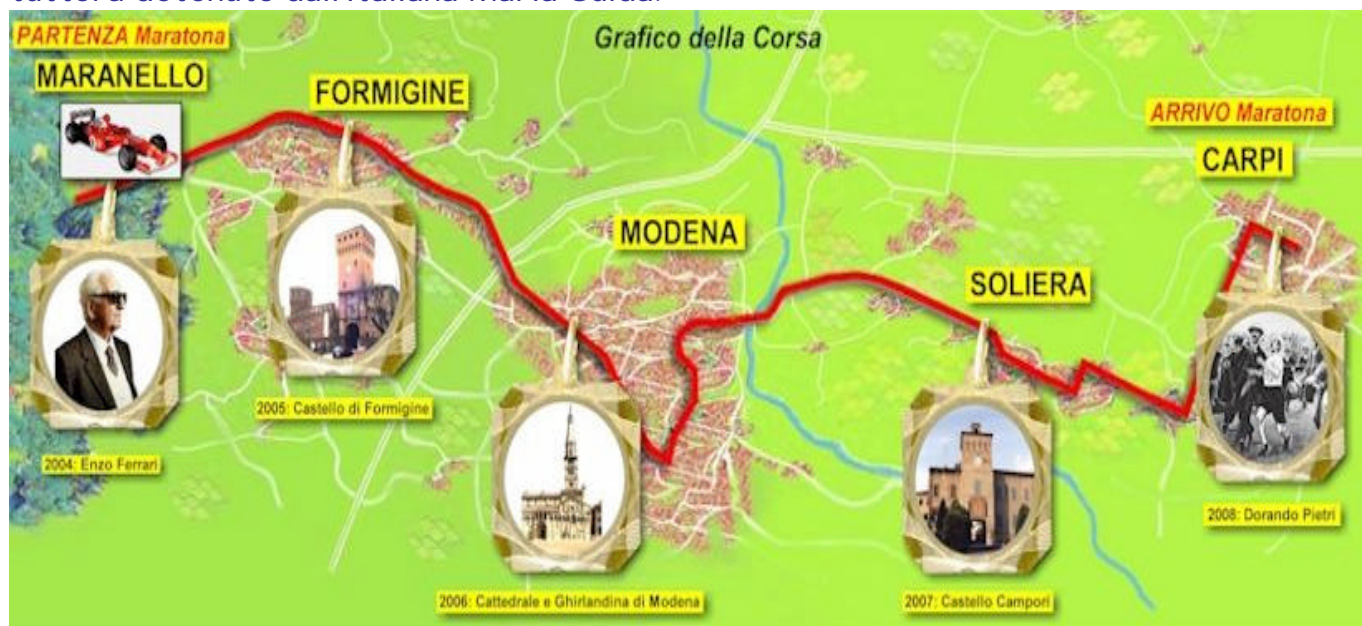 PARTENZA Maratona
MARANELLO
FORMIGINE
Grafico della Corsa
ARRIVO Maratona
CARPI
MODENA
SOLIERA
2005: Castello di Formigine
2004: Enzo Ferrari
2008: Dorando Pietri
2006: Cattedrale e Ghirlandina di Modena
2007: Castello Campori